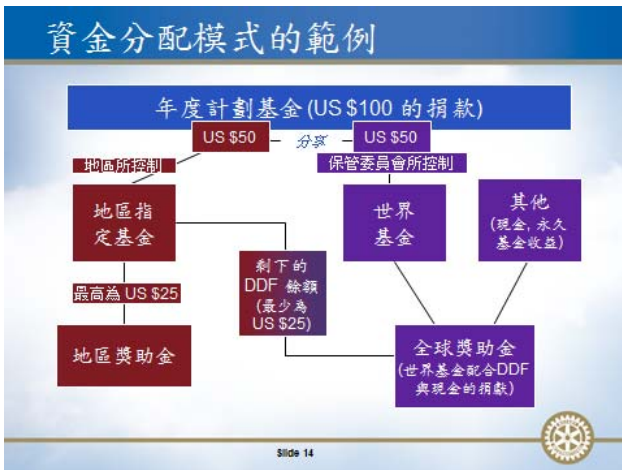 資金分配模式的範例
年度計劃基金(US $100 的捐款)
US $50
分享
US $50
地區所控制
保管委員會所控制
地區指
定基金
世界
基金
其他
(現金, 永久
基金收益)
剩下的
DDF 餘額
(最少為
US $25)
最高為 US $25
地區獎助金
全球獎助金
(世界基金配合DDF
與現金的捐獻)
Slide 14